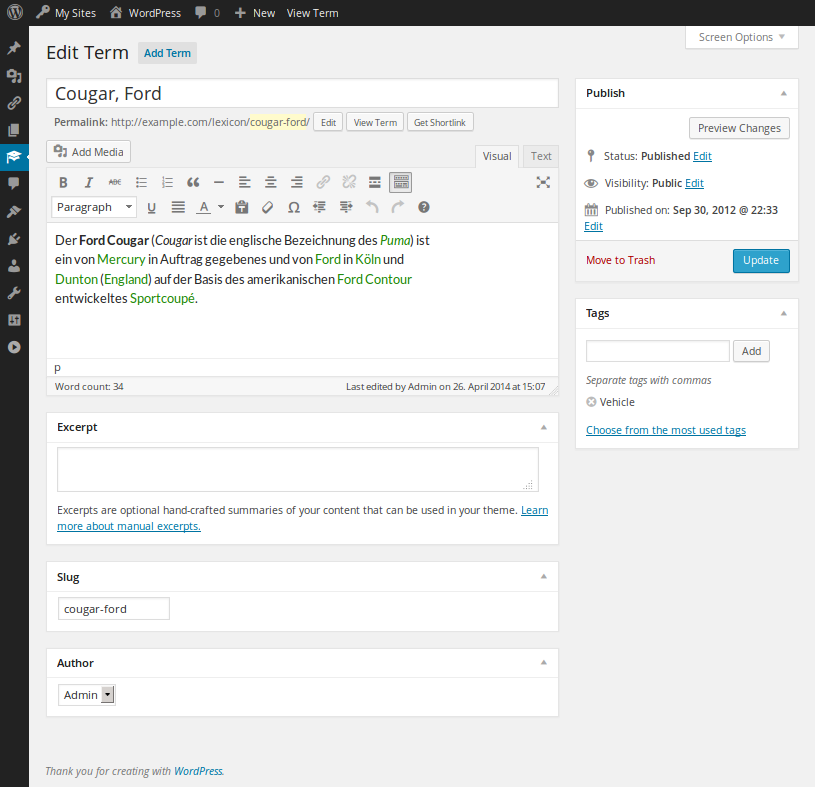 My Sites WordPress 0 New View Term
Screen Options
Edit Term Add Term
Cougar, Ford
Permalink: http://example.com/lexicon/cougar-ford/ Edit View Term Get Shortlink
Add Media
Visual Text
B I ABC
Paragraph U A Ω
Der Ford Cougar (Cougar ist die englische Bezeichnung des Puma) ist
ein von Mercury in Auftrag gegebenes und von Ford in Köln und
Dunton (England) auf der Basis des amerikanischen Ford Contour
entwickeltes Sportcoupé.
p
Word count: 34 Last edited by Admin on 26. April 2014 at 15:07
Excerpt
Excerpts are optional hand-crafted summaries of your content that can be used in your theme. Learn
more about manual excerpts.
Slug
cougar-ford
Author
Admin
Publish
Preview Changes
Status: Published Edit
Visibility: Public Edit
Published on: Sep 30, 2012 @ 22:33
Edit
Move to Trash Update
Tags
Add
Separate tags with commas
Vehicle
Choose from the most used tags
Thank you for creating with WordPress.